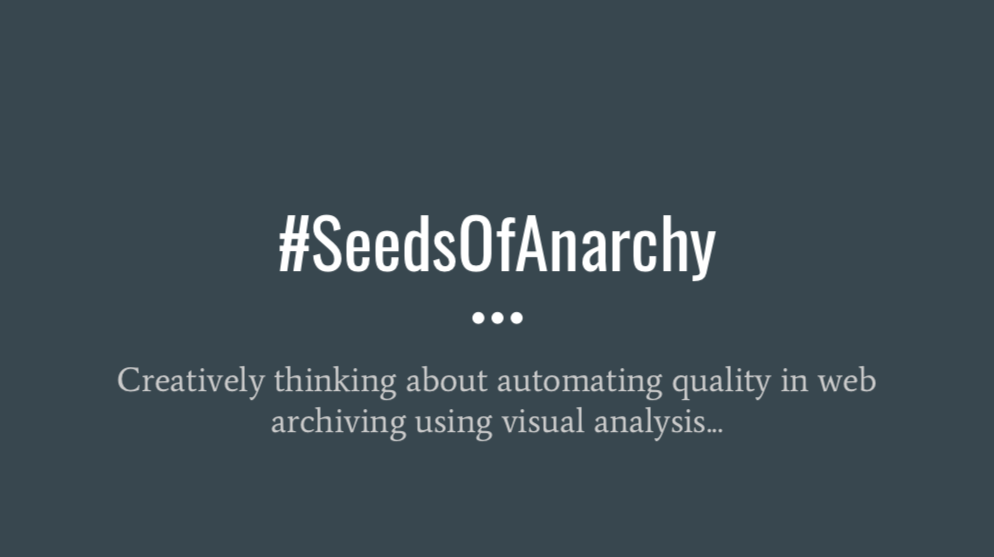 #SeedsOfAnarchy
Creatively thinking about automating quality in web
archiving using visual analysis...